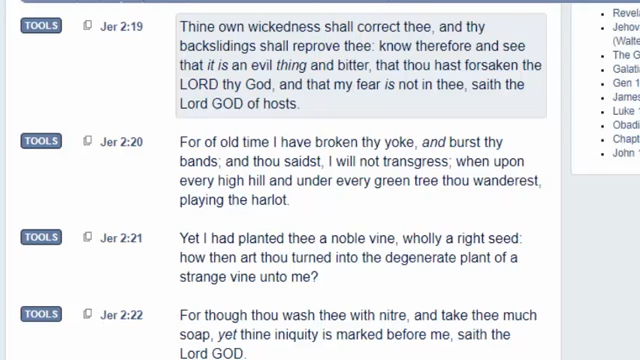 TOOLS Jer 2:19 Thine own wickedness shall correct thee, and thy
backslidings shall reprove thee: know therefore and see
that it is an evil thing and bitter, that thou hast forsaken the
LORD thy God, and that my fear is not in thee, saith the
Lord GOD of hosts.
TOOLS Jer 2:20 For of old time I have broken thy yoke, and burst thy
bands; and thou saidst, I will not transgress; when upon
every high hill and under every green tree thou wanderest,
playing the harlot.
TOOLS Jer 2:21 Yet I had planted thee a noble vine, wholly a right seed:
how then art thou turned into the degenerate plant of a
strange vine unto me?
TOOLS Jer 2:22 For though thou wash thee with nitre, and take thee much
soap, yet thine iniquity is marked before me, saith the
Lord GOD.
Revela
Jehov
(Walte
The G
Galati
Gen 1
James
Luke
Obadi
Chapt
John 1